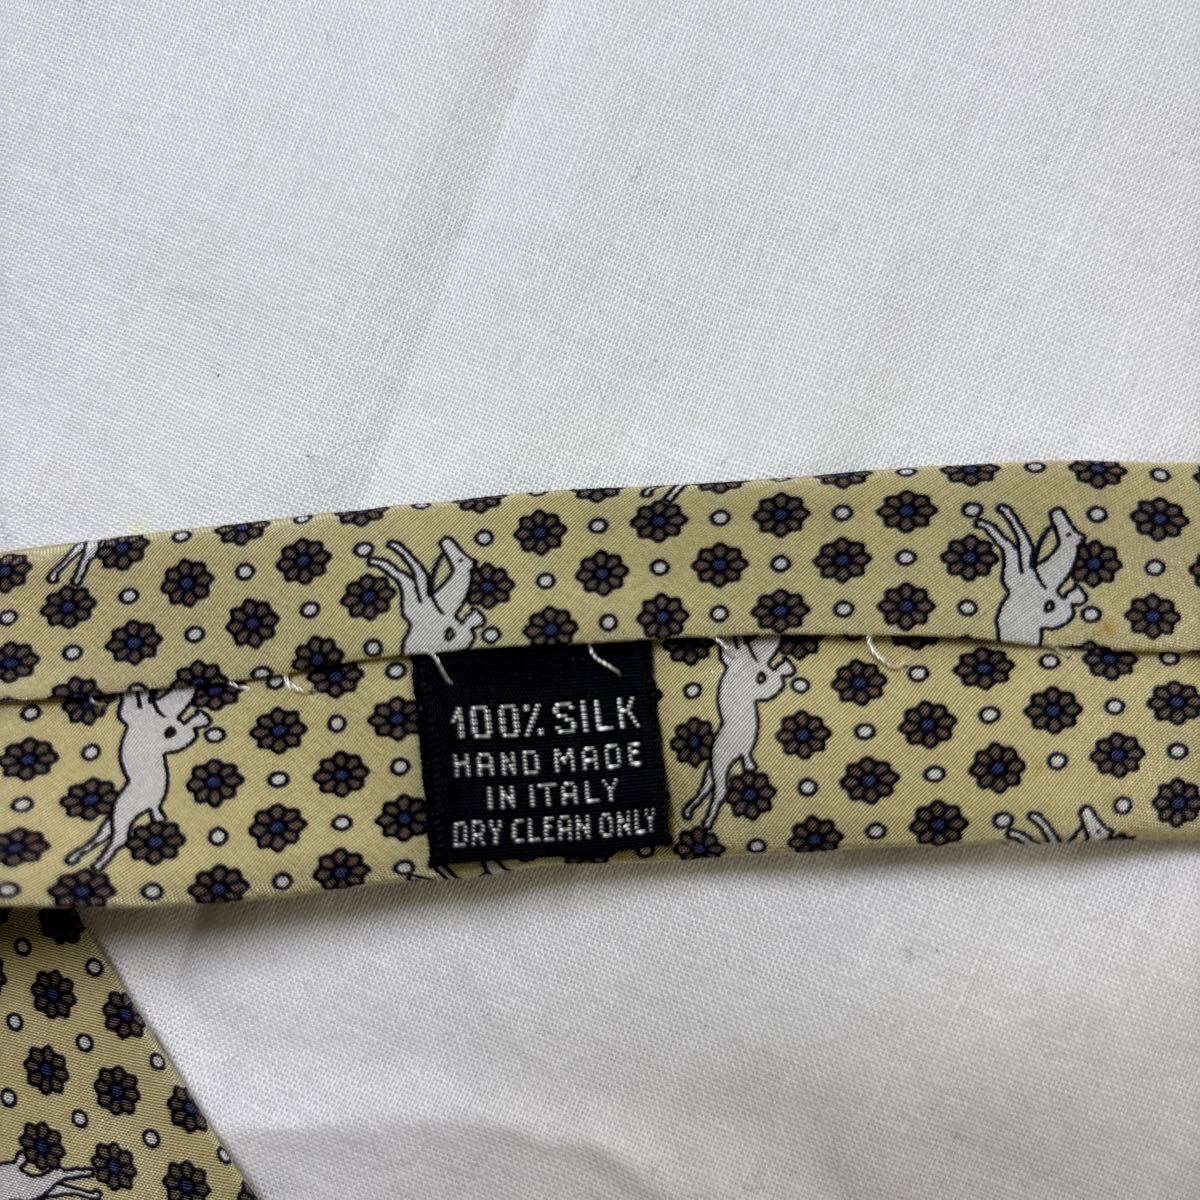 100% SILK
HAND MADE
IN ITALY
DRY CLEAN ONLY